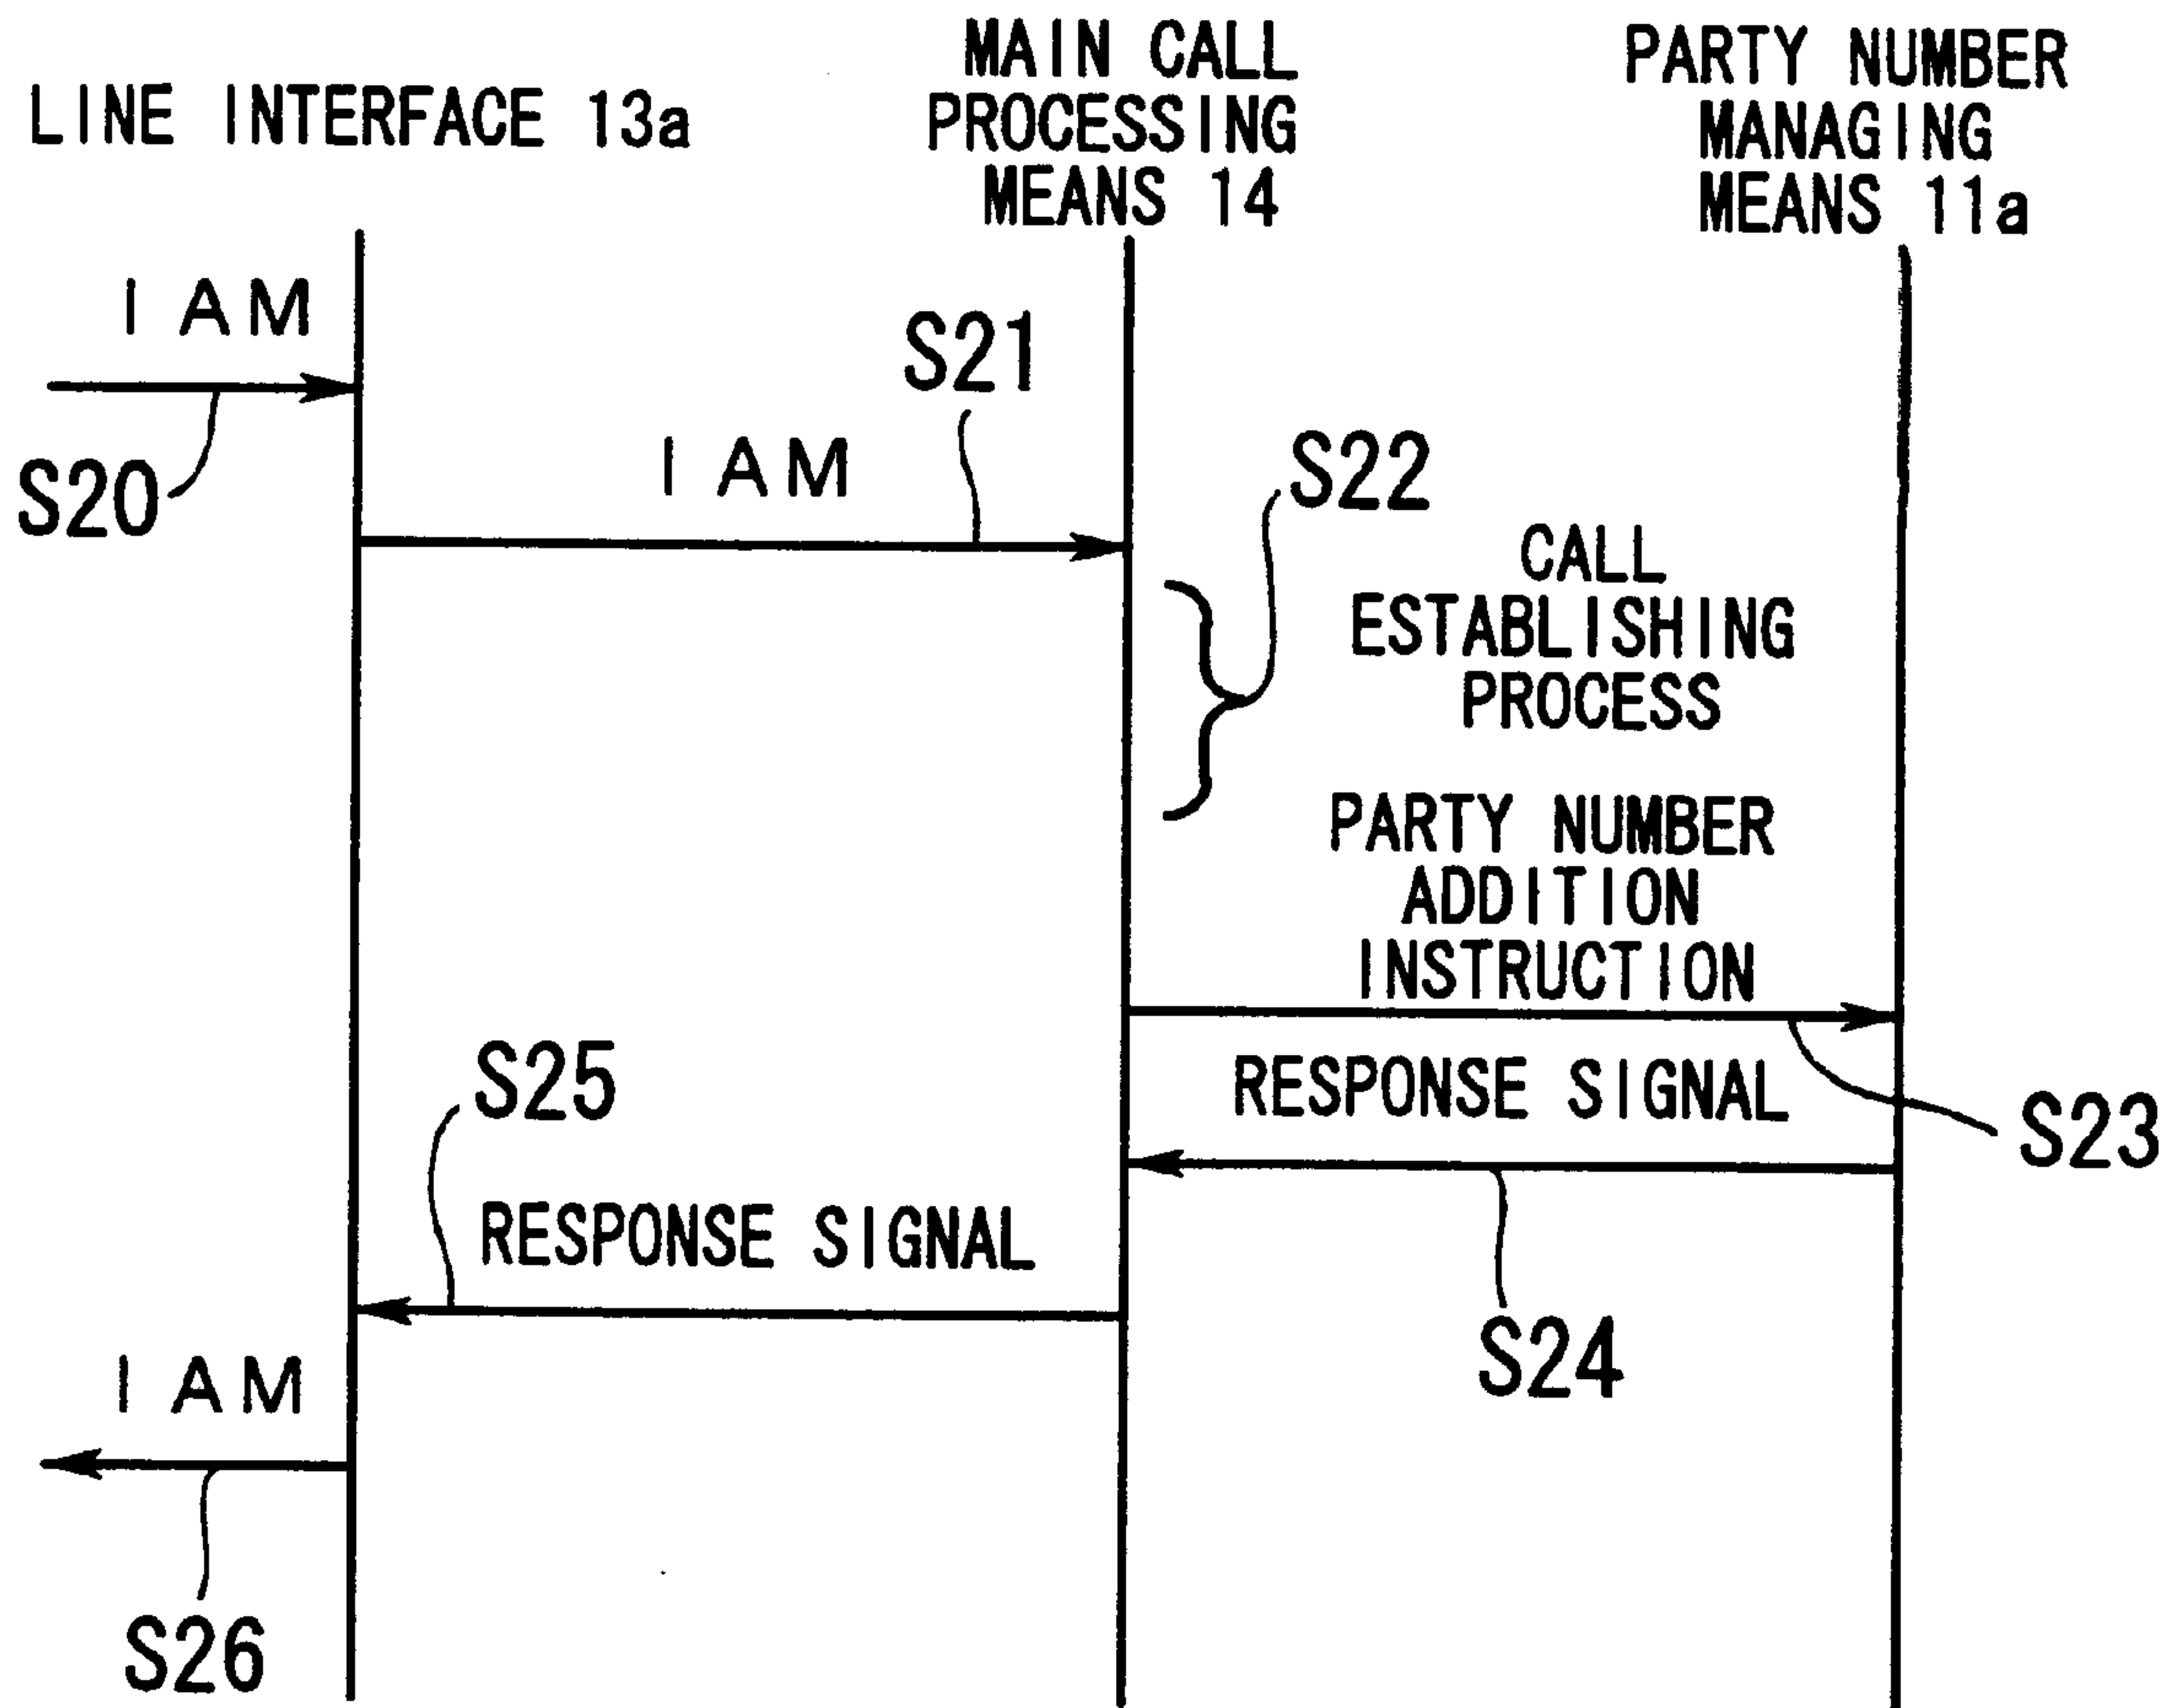 LINE INTERFACE 13a
MAIN CALL
PROCESSING
MEANS 14
PARTY NUMBER
MANAGING
MEANS 11a
IAM
S20
S21
IAM
S22
CALL
ESTABLISHING
PROCESS
PARTY NUMBER
ADDITION
INSTRUCTION
S23
RESPONSE SIGNAL
S24
S25
RESPONSE SIGNAL
IAM
S26